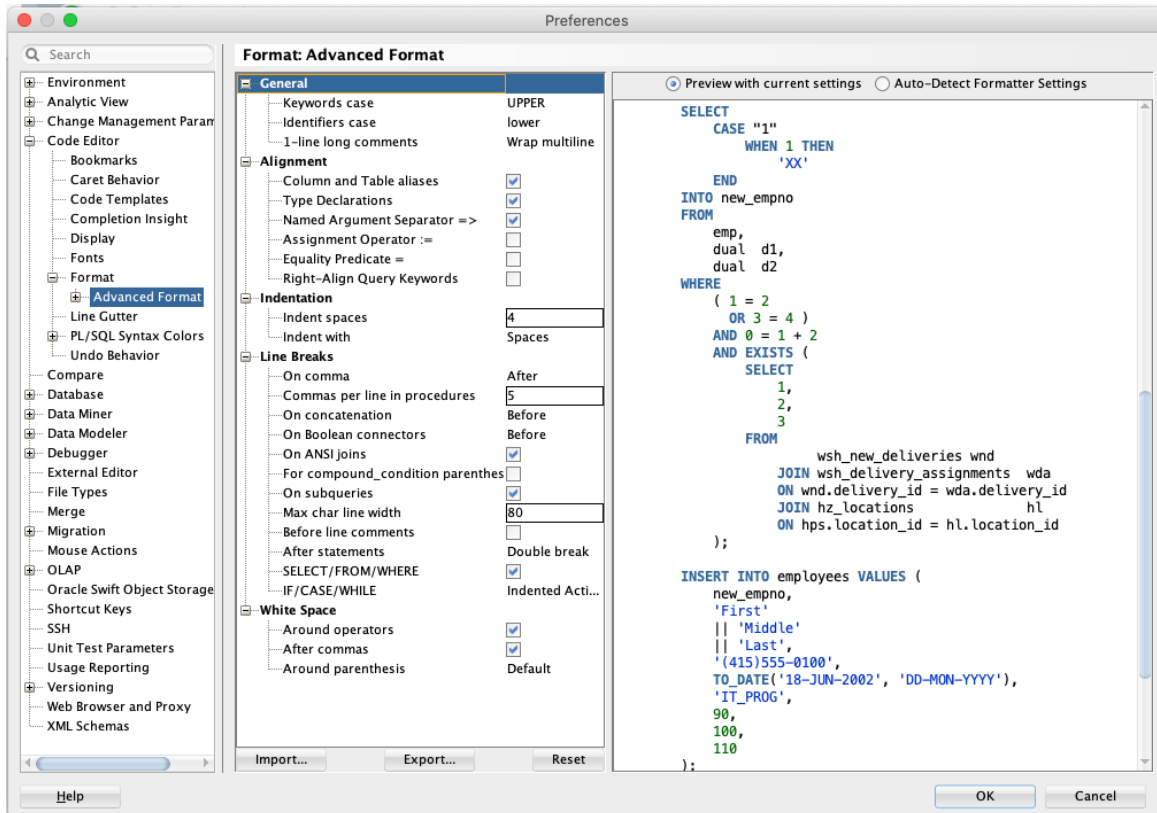 Preferences
Search
Environment
Analytic View
Change Management Param
Code Editor
Bookmarks
Caret Behavior
Code Templates
Completion Insight
Display
Fonts
Format
Advanced Format
Line Gutter
PL/SQL Syntax Colors
Undo Behavior
Compare
Database
Data Miner
Data Modeler
Debugger
External Editor
File Types
Merge
Migration
Mouse Actions
OLAP
Oracle Swift Object Storage
Shortcut Keys
SSH
Unit Test Parameters
Usage Reporting
Versioning
Web Browser and Proxy
XML Schemas
Format: Advanced Format
General
Keywords case UPPER
Identifiers case lower
1-line long comments Wrap multiline
Alignment
Column and Table aliases
Type Declarations
Named Argument Separator =>
Assignment Operator :=
Equality Predicate =
Right-Align Query Keywords
Indentation
Indent spaces 4
Indent with Spaces
Line Breaks
On comma After
Commas per line in procedures 5
On concatenation Before
On Boolean connectors Before
On ANSI joins
For compound_condition parenthes
On subqueries
Max char line width 80
Before line comments
After statements Double break
SELECT/FROM/WHERE
IF/CASE/WHILE Indented Acti...
White Space
Around operators
After commas
Around parenthesis Default
Import... Export... Reset
Preview with current settings Auto-Detect Formatter Settings
SELECT
CASE "1"
WHEN 1 THEN
'XX'
END
INTO new_empno
FROM
emp,
dual d1,
dual d2
WHERE
( 1 = 2
OR 3 = 4 )
AND 0 = 1 + 2
AND EXISTS (
SELECT
1,
2,
3
FROM
wsh_new_deliveries wnd
JOIN wsh_delivery_assignments wda
ON wnd.delivery_id = wda.delivery_id
JOIN hz_locations hl
ON hps.location_id = hl.location_id
);
INSERT INTO employees VALUES (
new_empno,
'First'
|| 'Middle'
|| 'Last',
'(415)555-0100',
TO_DATE('18-JUN-2002', 'DD-MON-YYYY'),
'IT_PROG',
90,
100,
110
);
Help OK Cancel